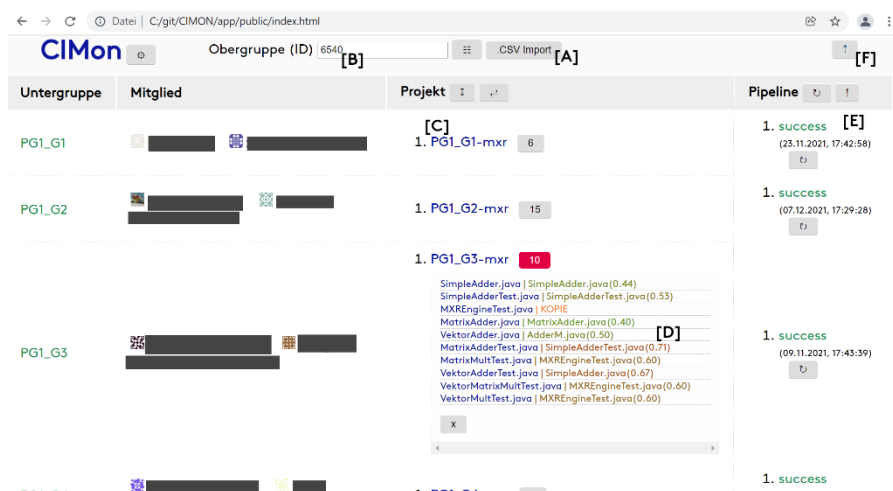 Datei | C:/git/CIMON/app/public/index.html
CIMon Obergruppe (ID) 6540 [B] .CSV Import [A] [F]
Untergruppe Mitglied Projekt Pipeline
[C] [E]
PG1_G1 1. PG1_G1-mxr 6 1. success
(23.11.2021, 17:42:58)
PG1_G2 1. PG1_G2-mxr 15 1. success
(07.12.2021, 17:29:28)
1. PG1_G3-mxr 10
SimpleAdder.java | SimpleAdder.java(0.44)
SimpleAdderTest.java | SimpleAdderTest.java(0.53)
MXREngineTest.java | KOPIE
MatrixAdder.java | MatrixAdder.java(0.40)
VektorAdder.java | AdderM.java(0.50) [D]
MatrixAdderTest.java | SimpleAdderTest.java(0.71)
MatrixMultTest.java | MXREngineTest.java(0.60)
VektorAdderTest.java | SimpleAdder.java(0.67)
VektorMatrixMultTest.java | MXREngineTest.java(0.60)
VektorMultTest.java | MXREngineTest.java(0.60)
x
PG1_G3 1. success
(09.11.2021, 17:43:39)
1. success